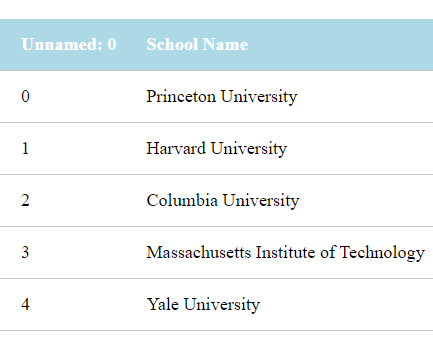 Unnamed: 0 School Name
0 Princeton University
1 Harvard University
2 Columbia University
3 Massachusetts Institute of Technology
4 Yale University